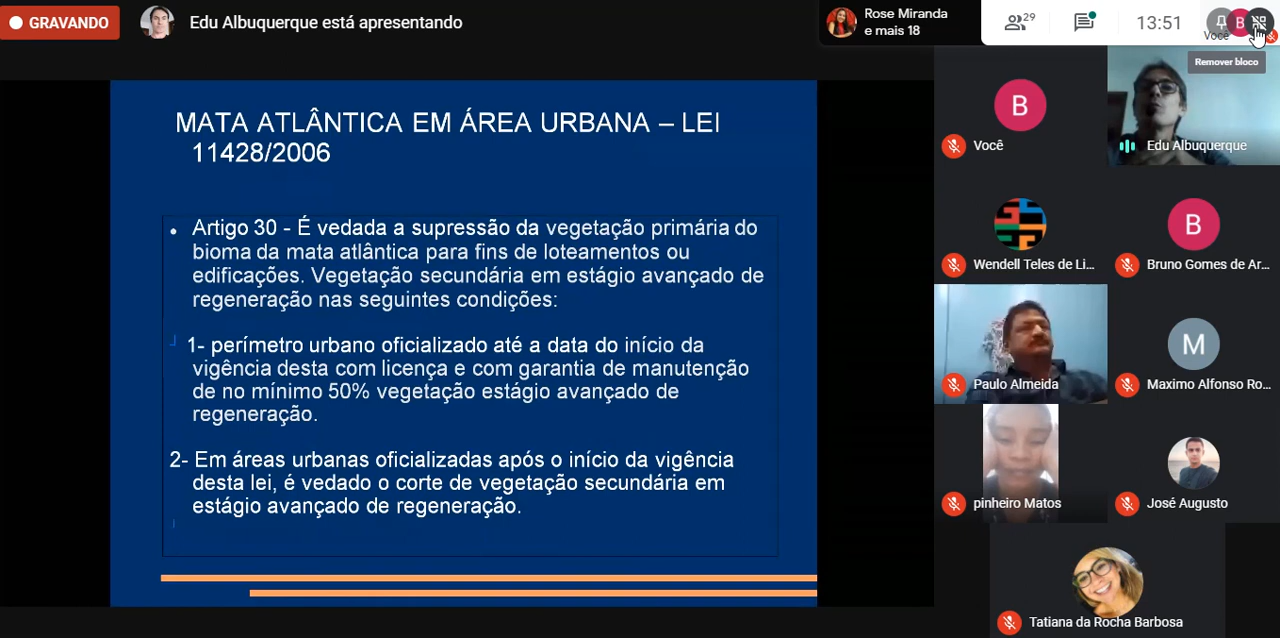 GRAVANDO
Edu Albuquerque está apresentando
Rose Miranda
e mais 18
29
13:51
B
Você
Remover bloco
MATA ATLÂNTICA EM ÁREA URBANA – LEI
11428/2006
• Artigo 30 - É vedada a supressão da vegetação primária do
bioma da mata atlântica para fins de loteamentos ou
edificações. Vegetação secundária em estágio avançado de
regeneração nas seguintes condições:
1- perímetro urbano oficializado até a data do início da
vigência desta com licença e com garantia de manutenção
de no mínimo 50% vegetação estágio avançado de
regeneração.
2- Em áreas urbanas oficializadas após o início da vigência
desta lei, é vedado o corte de vegetação secundária em
estágio avançado de regeneração.
B
Você
Edu Albuquerque
Wendell Teles de Li...
B
Bruno Gomes de Ar...
Paulo Almeida
M
Maximo Alfonso Ro...
pinheiro Matos
José Augusto
Tatiana da Rocha Barbosa